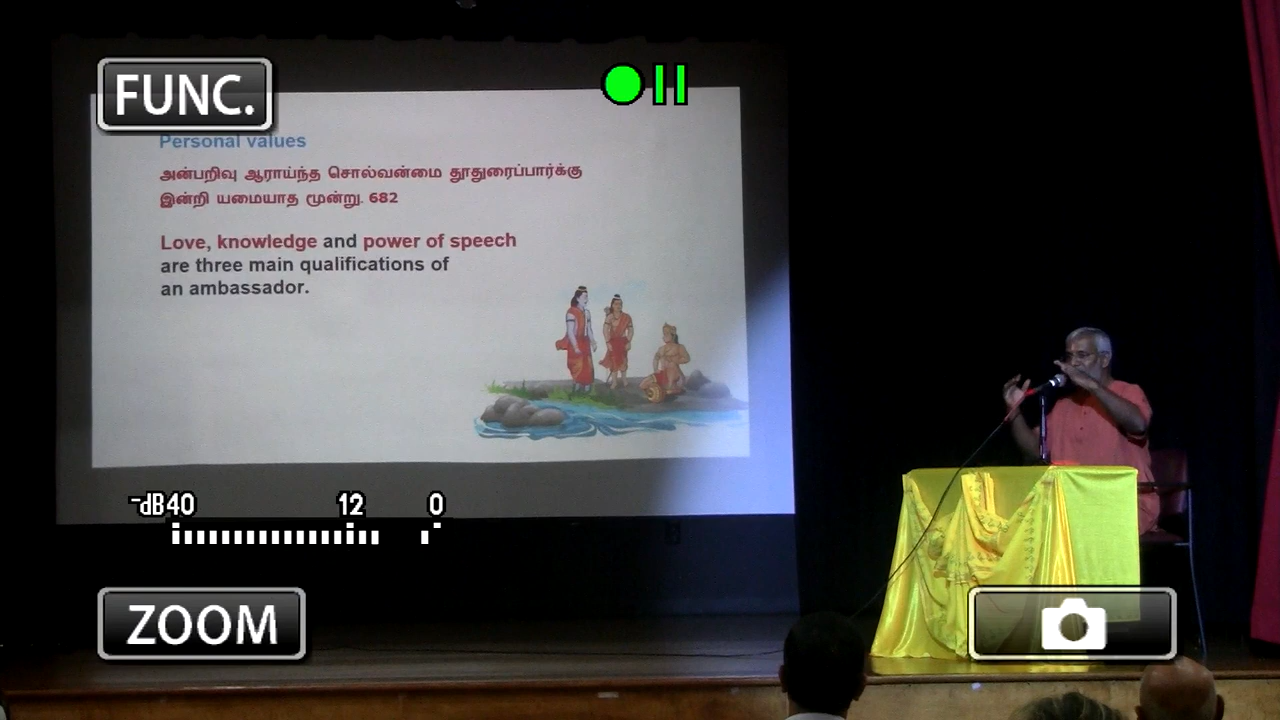 FUNC.
Personal values
அன்பறிவு ஆராய்ந்த சொல்வன்மை தூதுரைப்பார்க்கு
இன்றி யமையாத மூன்று. 682
Love, knowledge and power of speech
are three main qualifications of
an ambassador.
-dB40 12 0
ZOOM